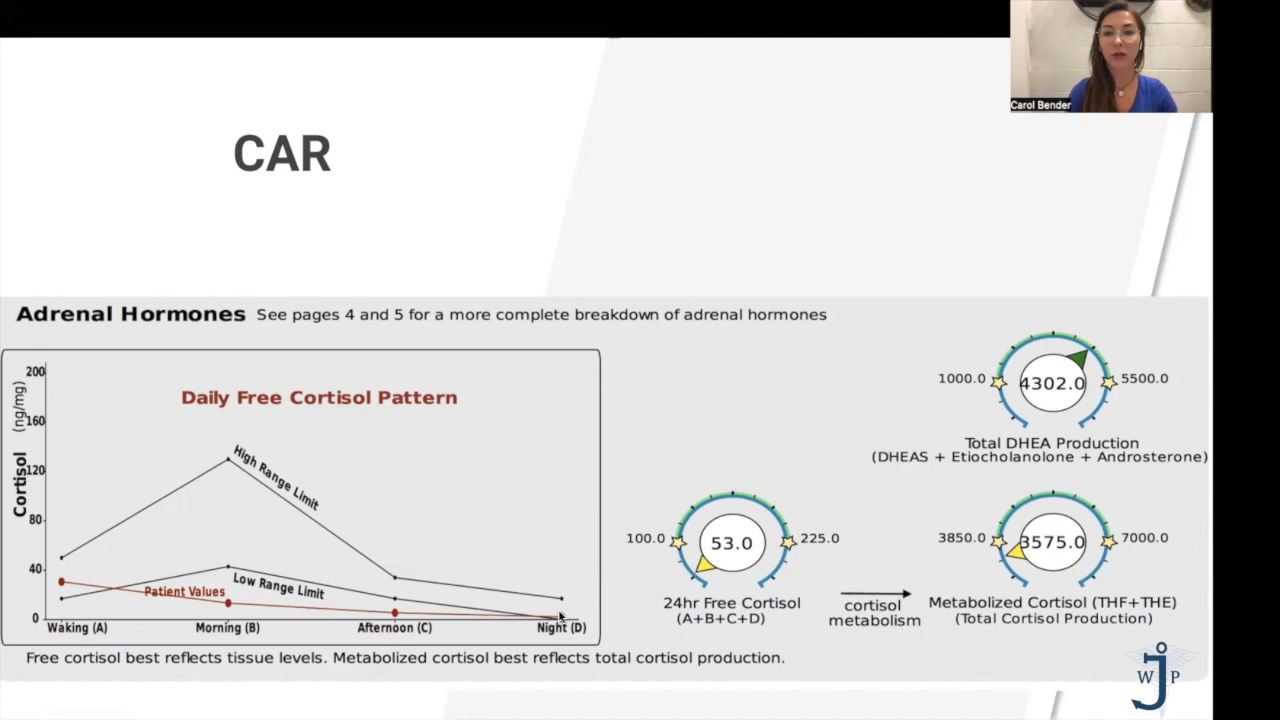 Carol Bender
CAR
Adrenal Hormones See pages 4 and 5 for a more complete breakdown of adrenal hormones
Daily Free Cortisol Pattern
Cortisol (ng/mg)
200
160
120
80
40
0
High Range Limit
Low Range Limit
Patient Values
Waking (A) Morning (B) Afternoon (C) Night (D)
1000.0 4302.0 5500.0
Total DHEA Production
(DHEAS + Etiocholanolone + Androsterone)
100.0 53.0 225.0
24hr Free Cortisol
(A+B+C+D)
cortisol
metabolism
3850.0 3575.0 7000.0
Metabolized Cortisol (THF+THE)
(Total Cortisol Production)
Free cortisol best reflects tissue levels. Metabolized cortisol best reflects total cortisol production.
W J P